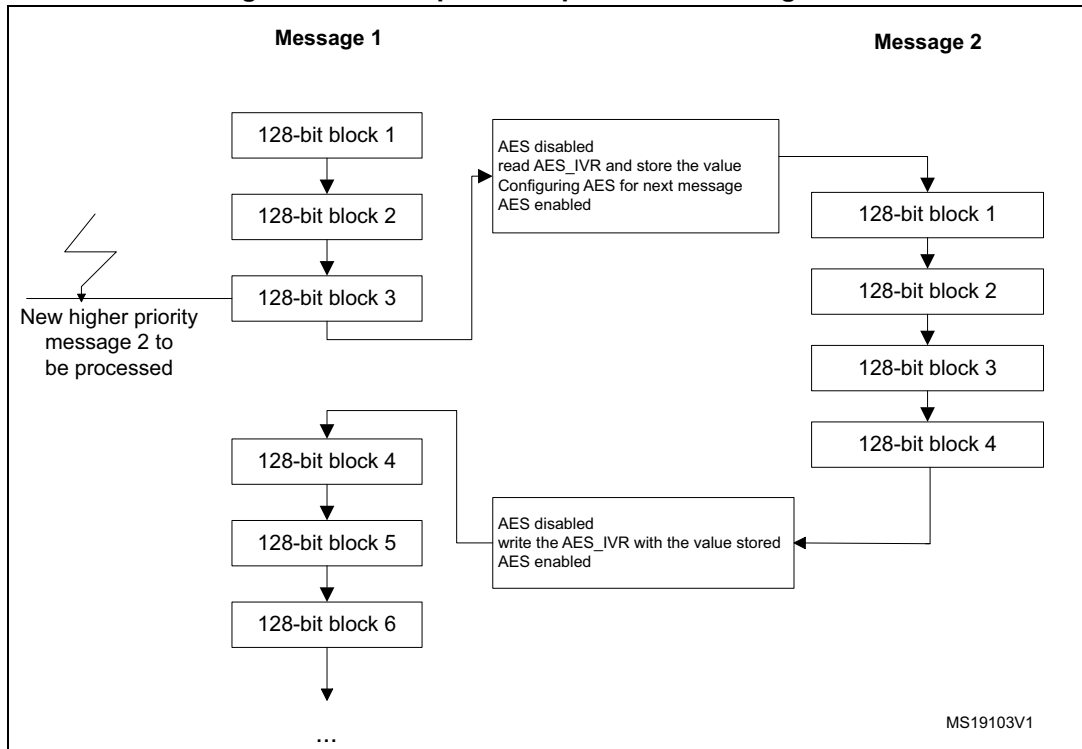 Message 1
Message 2
128-bit block 1
128-bit block 2
128-bit block 3
New higher priority
message 2 to
be processed
AES disabled
read AES_IVR and store the value
Configuring AES for next message
AES enabled
128-bit block 1
128-bit block 2
128-bit block 3
128-bit block 4
AES disabled
write the AES_IVR with the value stored
AES enabled
128-bit block 4
128-bit block 5
128-bit block 6
...
MS19103V1